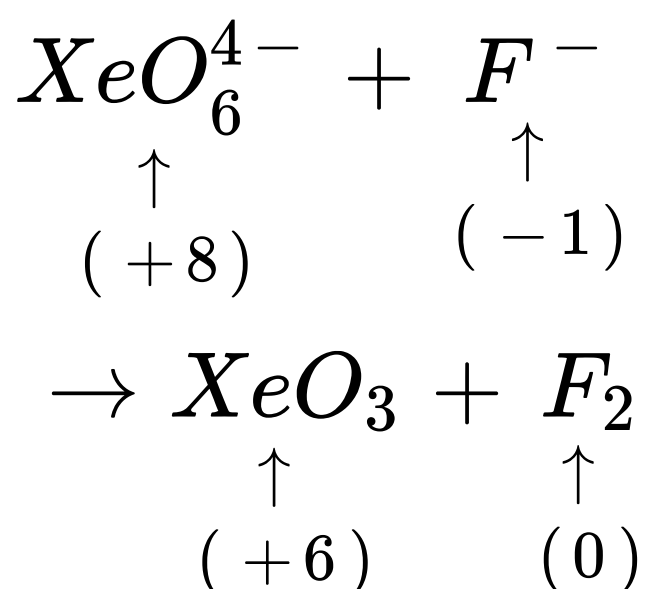 XeO₆⁴⁻ + F⁻
↑ ↑
(+8) (−1)
→ XeO₃ + F₂
↑ ↑
(+6) (0)